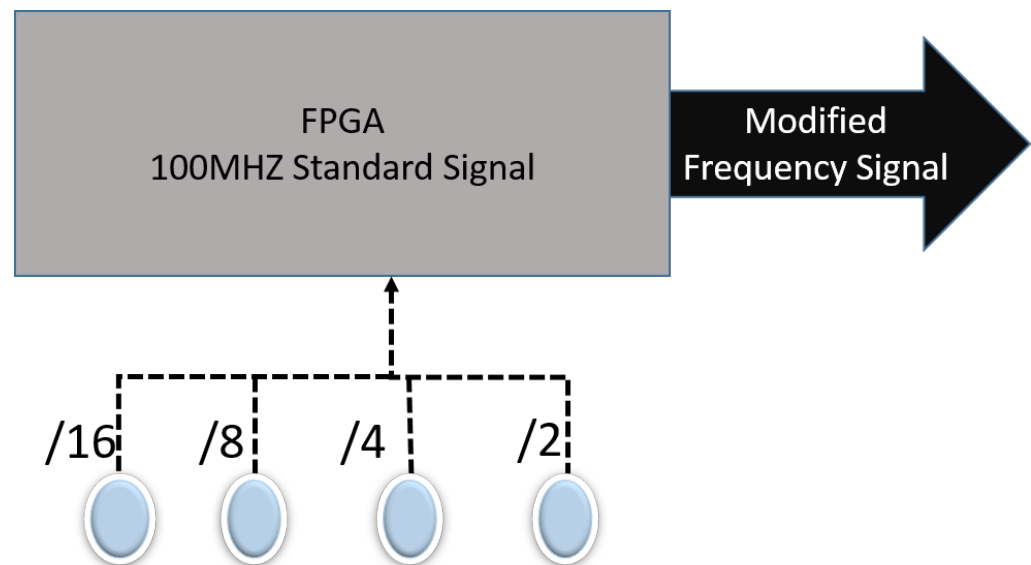 FPGA
100MHZ Standard Signal
Modified
Frequency Signal
/16
/8
/4
/2